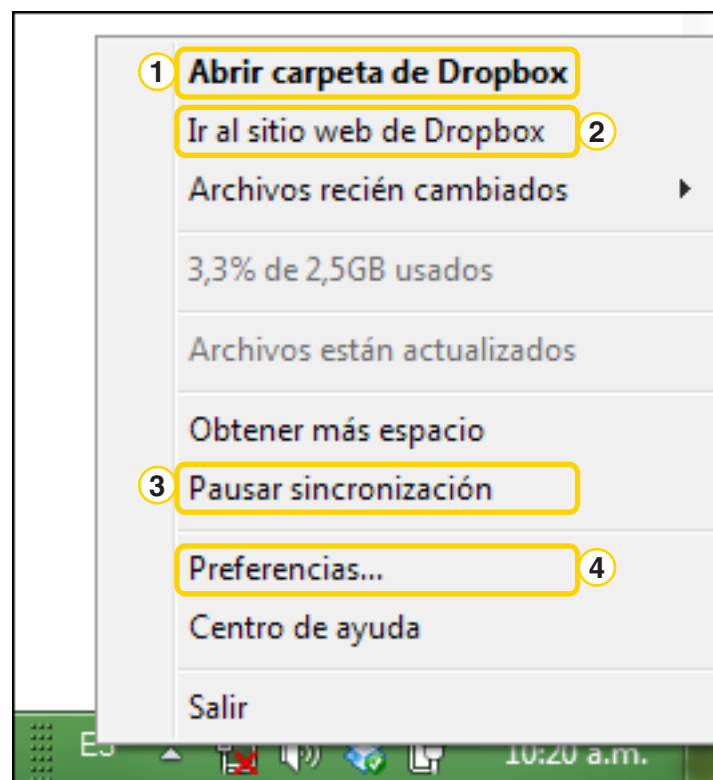 1 Abrir carpeta de Dropbox
Ir al sitio web de Dropbox 2
Archivos recién cambiados
3,3% de 2,5GB usados
Archivos están actualizados
Obtener más espacio
3 Pausar sincronización
Preferencias... 4
Centro de ayuda
Salir
ES 10:20 a.m.